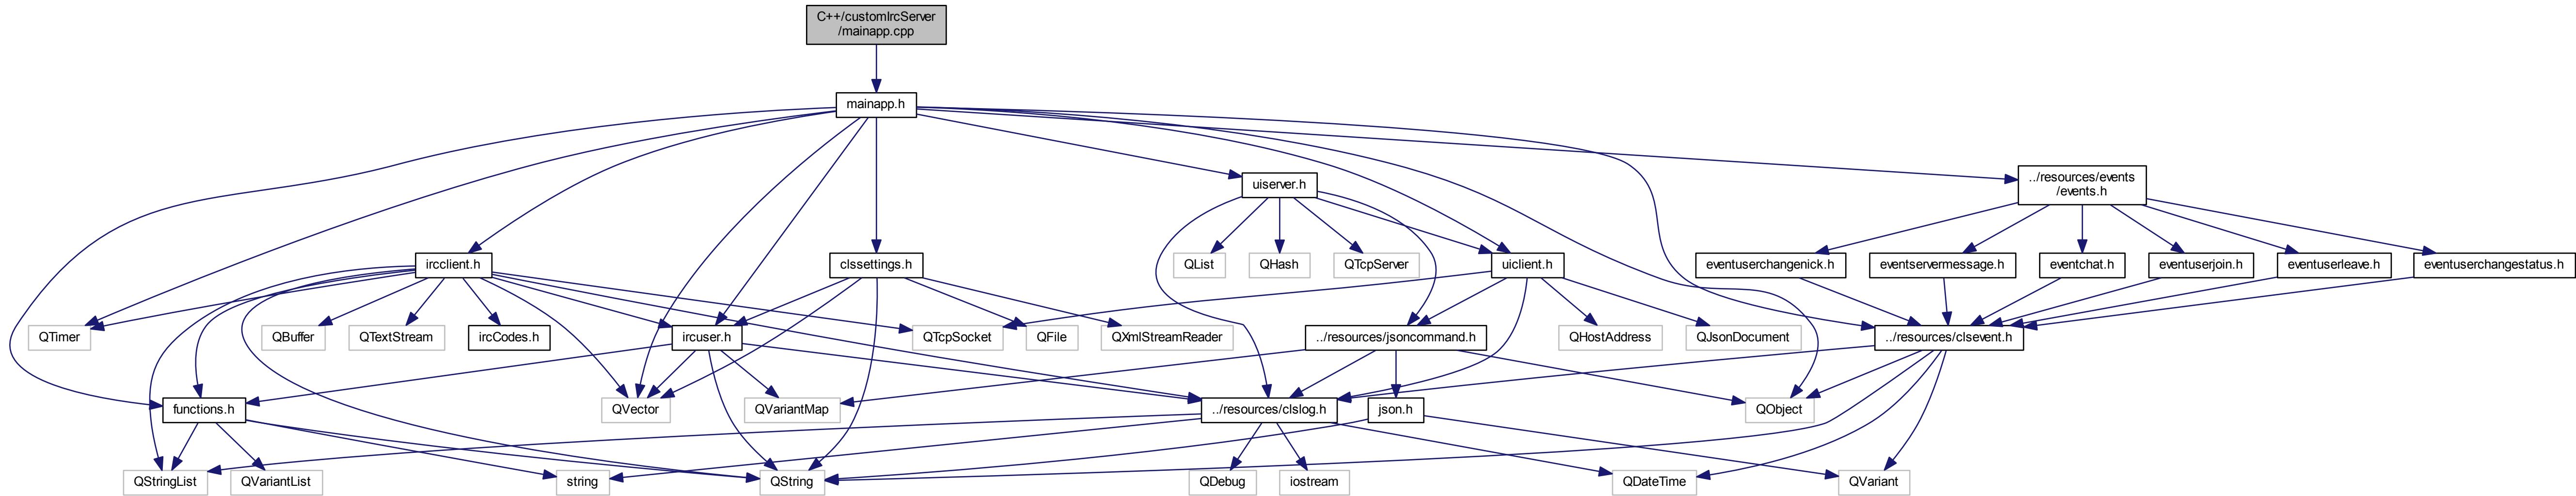 C++/customIrcServer
/mainapp.cpp
mainapp.h
../resources/events
/events.h
uiserver.h
ircclient.h
clssettings.h
QList
QHash
QTcpServer
uiclient.h
eventuserchangenick.h
eventservermessage.h
eventchat.h
eventuserjoin.h
eventuserleave.h
eventuserchangestatus.h
QTimer
QBuffer
QTextStream
ircCodes.h
ircuser.h
QTcpSocket
QFile
QXmlStreamReader
../resources/jsoncommand.h
QHostAddress
QJsonDocument
../resources/clsevent.h
functions.h
QVector
QVariantMap
../resources/clslog.h
json.h
QObject
QStringList
QVariantList
string
QString
QDebug
iostream
QDateTime
QVariant